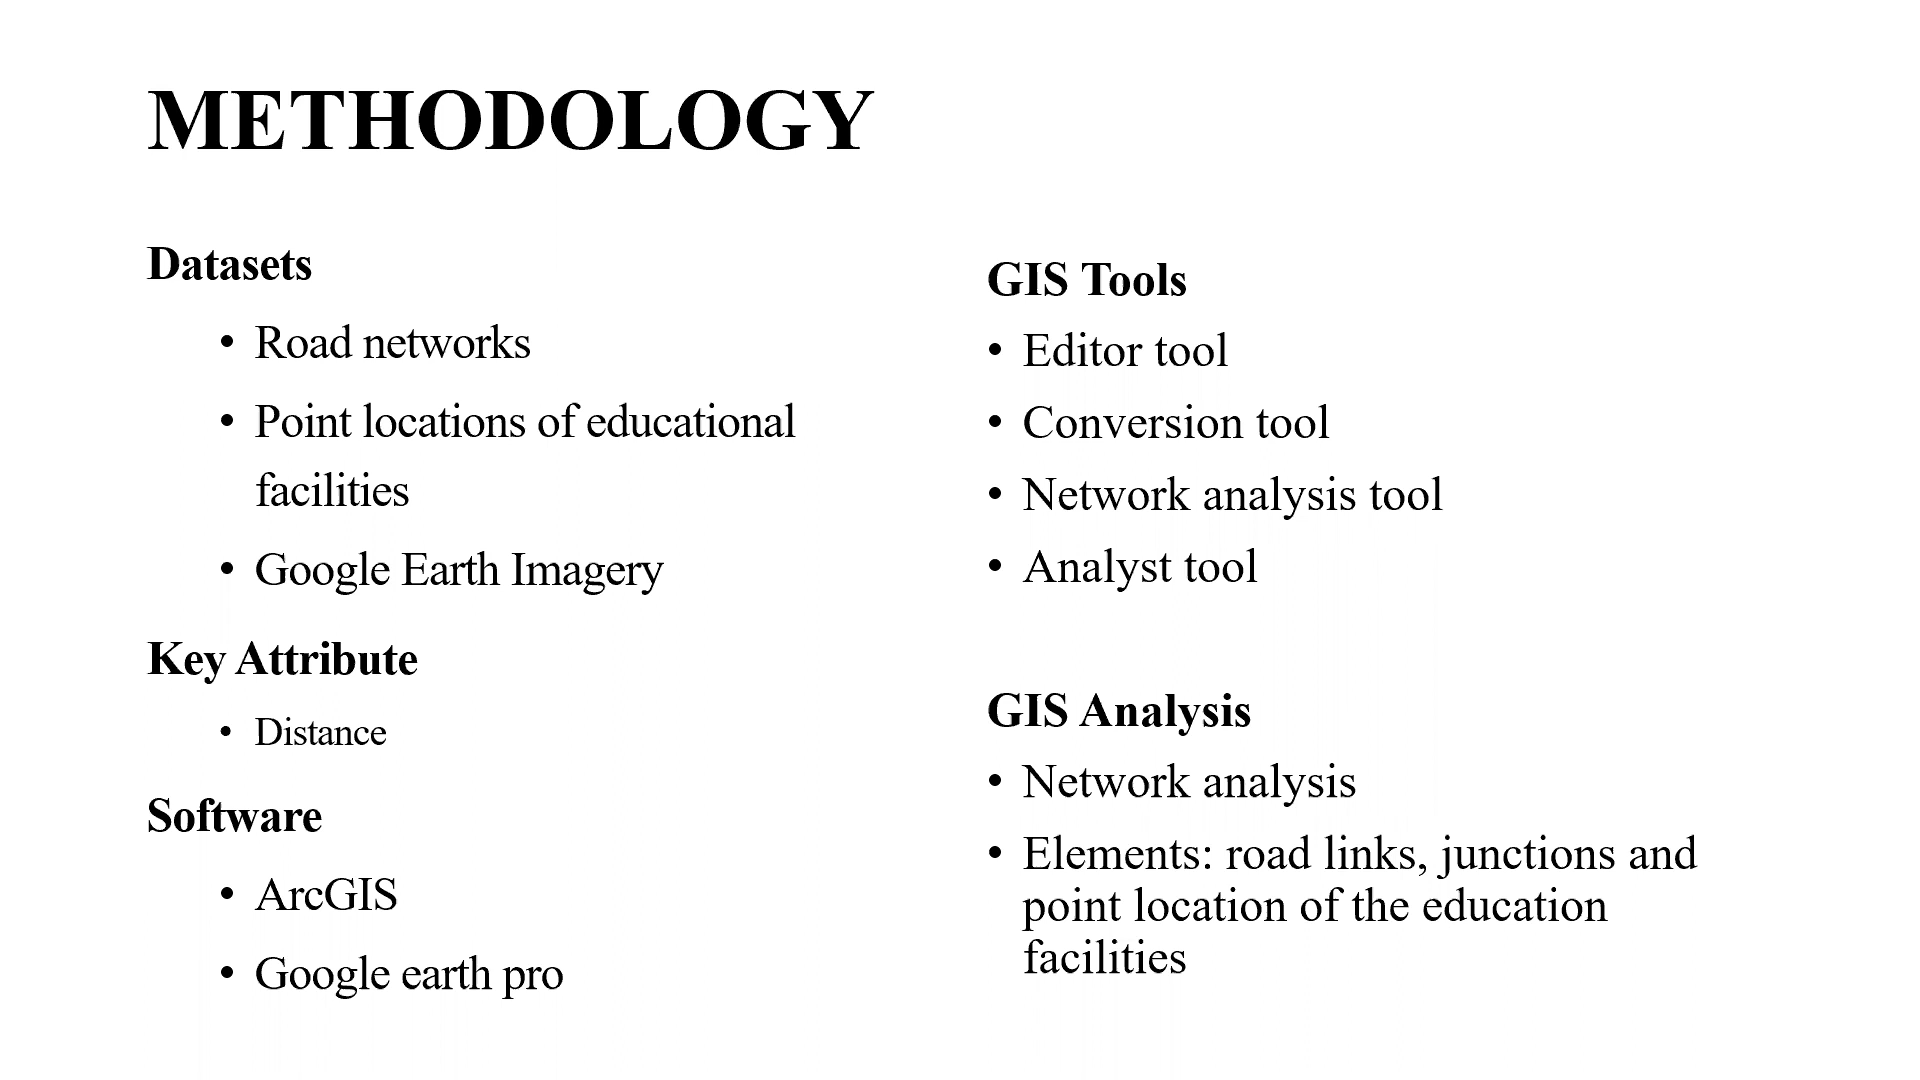 METHODOLOGY
Datasets
• Road networks
• Point locations of educational
facilities
• Google Earth Imagery
Key Attribute
• Distance
Software
• ArcGIS
• Google earth pro
GIS Tools
• Editor tool
• Conversion tool
• Network analysis tool
• Analyst tool
GIS Analysis
• Network analysis
• Elements: road links, junctions and
point location of the education
facilities